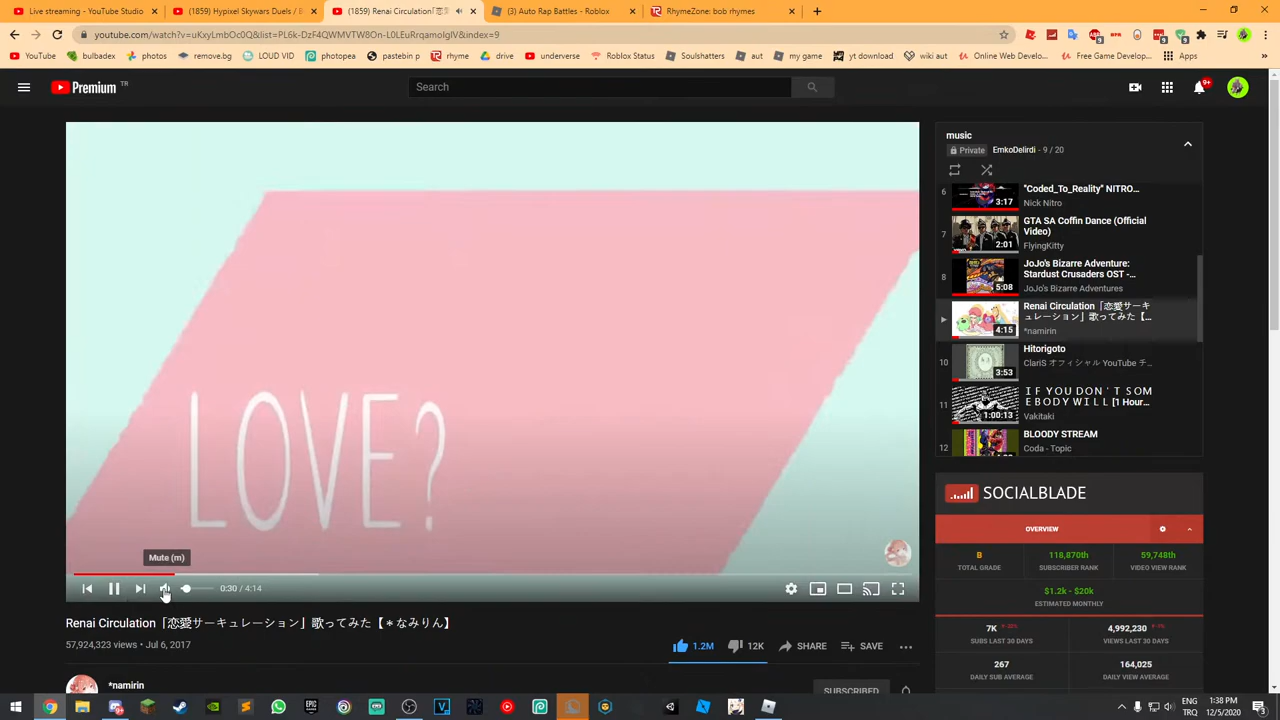 (1859) YouTube Studio
(1859) Hypixel Skywars Duels / B
(1859) Renai Circulation「恋
(3) Auto Rap Battles - Roblox
RhymeZone: bob rhymes
youtube.com/watch?v=uKxyLmbOc0Q&list=PL6k-DzF4QWMVTW8On-L0LEuRrqamoIgIV&index=9
YouTube
bulbadex
photos
remove.bg
LOUD VID
photopea
pastebin p
rhyme
drive
underverse
Roblox Status
Soulshatters
aut
my game
yt download
wiki aut
Online Web Develo...
Free Game Develop...
Apps
Premium TR
Search
9+
LOVE?
Mute (m)
0:30 / 4:14
Renai Circulation「恋愛サーキュレーション」歌ってみた【＊なみりん】
57,924,323 views • Jul 6, 2017
1.2M
12K
SHARE
SAVE
*namirin
SUBSCRIBED
music
Private
EmkoDelirdi - 9 / 20
6
3:17
"Coded_To_Reality" NITRO...
Nick Nitro
7
2:01
GTA SA Coffin Dance (Official
Video)
FlyingKitty
8
5:08
JoJo's Bizarre Adventure:
Stardust Crusaders OST -...
JoJo's Bizarre Adventures
4:15
Renai Circulation「恋愛サーキ
ュレーション」歌ってみた【...
*namirin
10
3:53
Hitorigoto
ClariS オフィシャル YouTube チ...
11
1:00:13
ＩＦ ＹＯＵ ＤＯＮ'Ｔ ＳＯＭ
ＥＢＯＤＹ ＷＩＬＬ [1 Hour...
Vakitaki
12
BLOODY STREAM
Coda - Topic
SOCIALBLADE
OVERVIEW
B
TOTAL GRADE
118,870th
SUBSCRIBER RANK
59,748th
VIDEO VIEW RANK
$1.2k - $20k
ESTIMATED MONTHLY
7K
SUBS LAST 30 DAYS
4,992,230
VIEWS LAST 30 DAYS
267
DAILY SUB AVERAGE
164,025
DAILY VIEW AVERAGE
ENG
TRQ
1:38 PM
12/5/2020